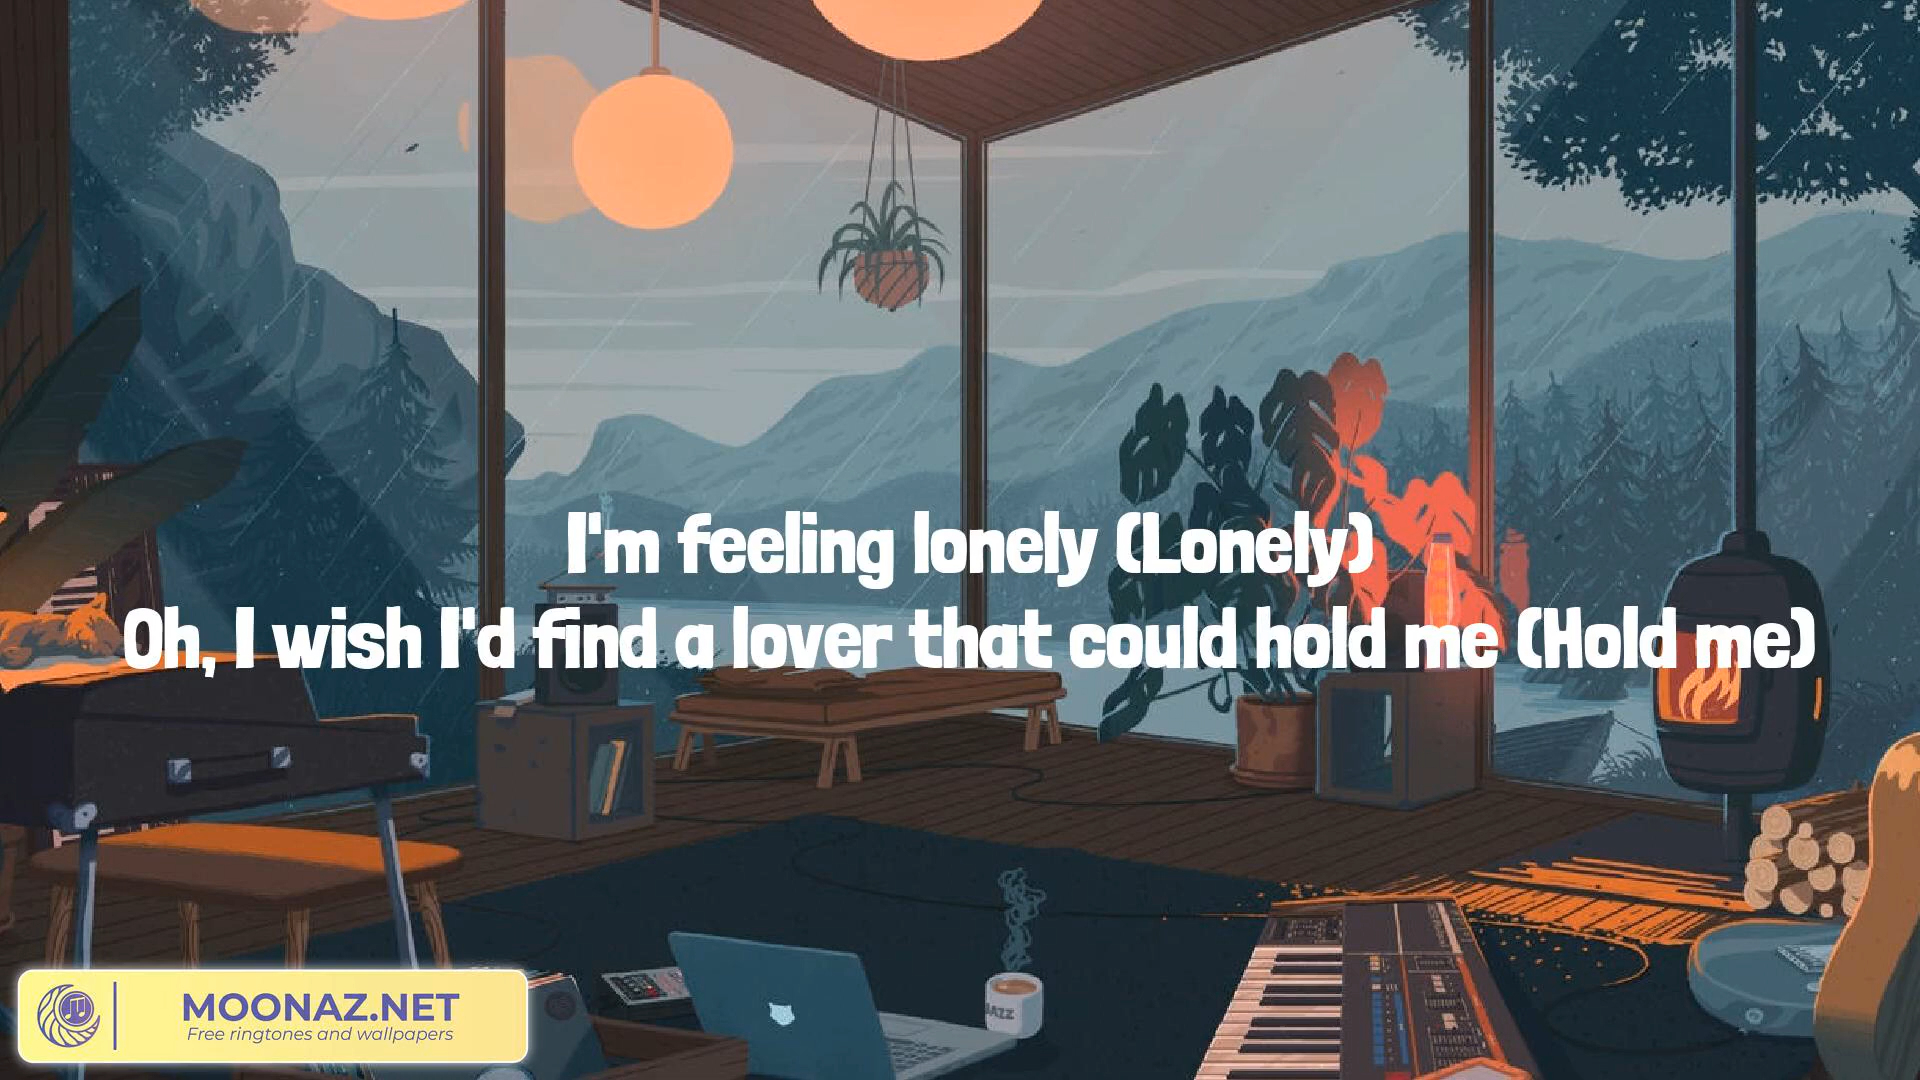 I'm feeling lonely (Lonely)
Oh, I wish I'd find a lover that could hold me (Hold me)
JAZZ
MOONAZ.NET
Free ringtones and wallpapers